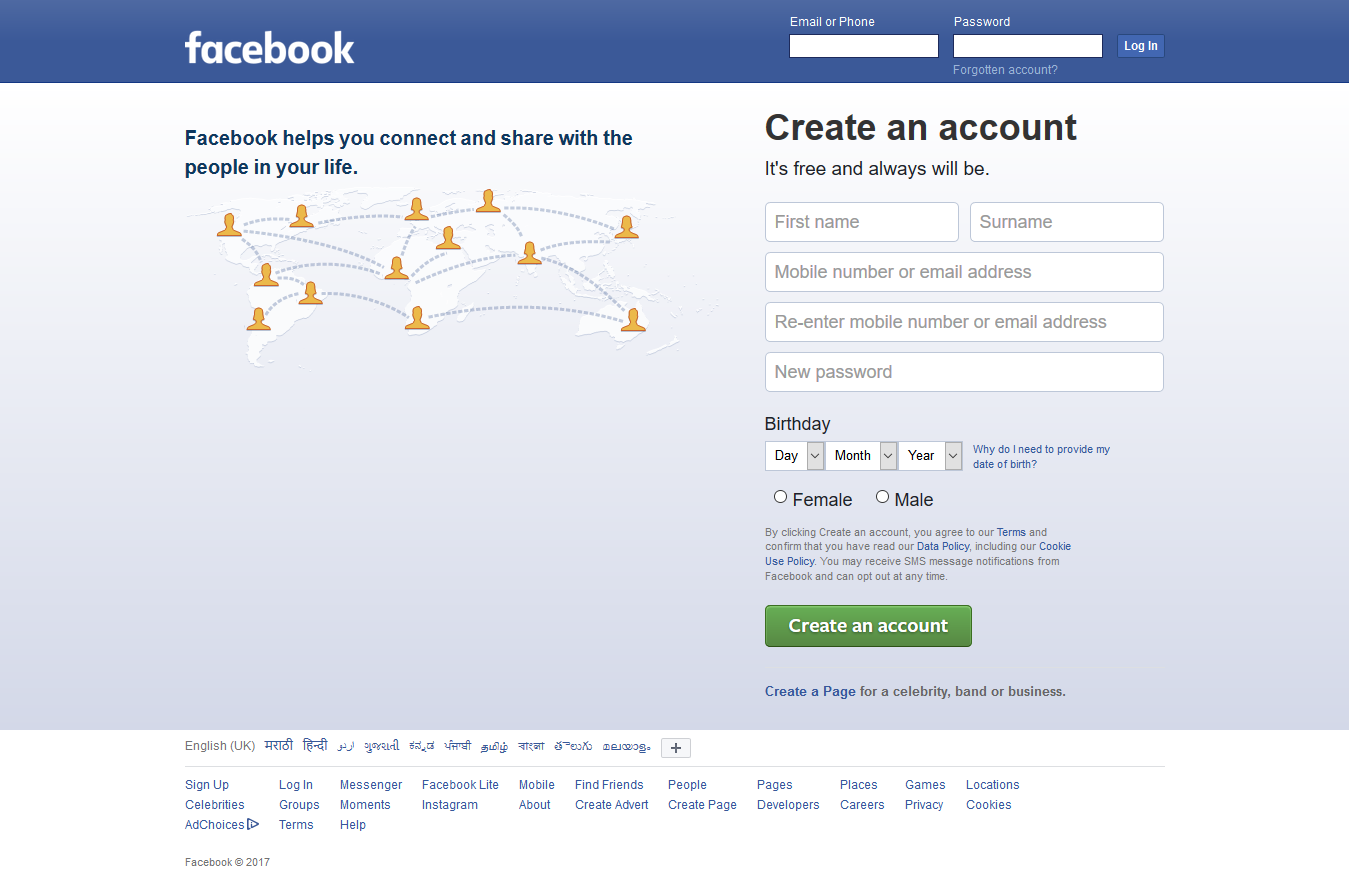 facebook
Email or Phone
Password
Log In
Forgotten account?
Facebook helps you connect and share with the
people in your life.
Create an account
It's free and always will be.
First name
Surname
Mobile number or email address
Re-enter mobile number or email address
New password
Birthday
Day Month Year
Why do I need to provide my
date of birth?
Female Male
By clicking Create an account, you agree to our Terms and
confirm that you have read our Data Policy, including our Cookie
Use Policy. You may receive SMS message notifications from
Facebook and can opt out at any time.
Create an account
Create a Page for a celebrity, band or business.
English (UK) मराठी हिन्दी اردو ગુજરાતી ಕನ್ನಡ ਪੰਜਾਬੀ தமிழ் বাংলা తెలుగు മലയാളം +
Sign Up Log In Messenger Facebook Lite Mobile Find Friends People Pages Places Games Locations
Celebrities Groups Moments Instagram About Create Advert Create Page Developers Careers Privacy Cookies
AdChoices Terms Help
Facebook © 2017